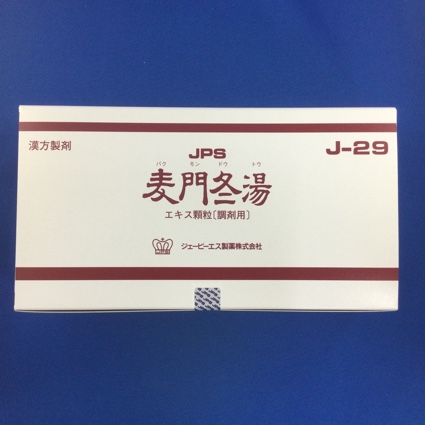 漢方製剤
J-29
JPS
バク モン ドウ トウ
麦門冬湯
エキス顆粒〔調剤用〕
ジェーピーエス製薬株式会社